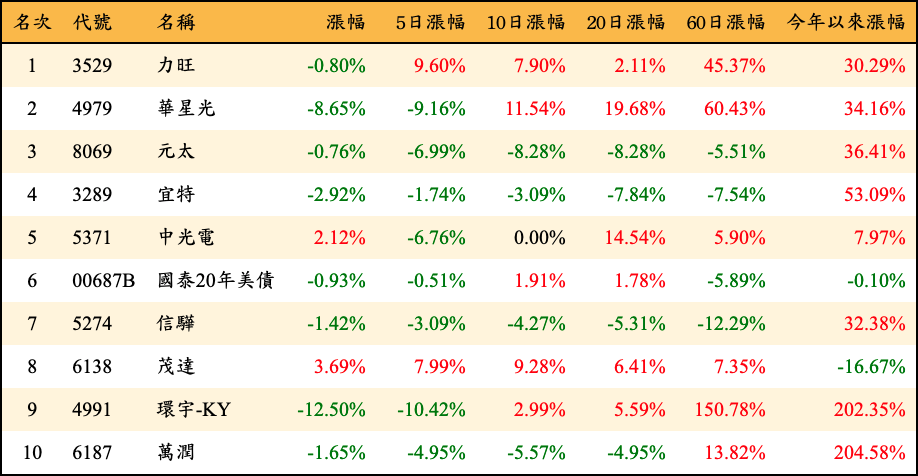 名次 代號 名稱 漲幅 5日漲幅 10日漲幅 20日漲幅 60日漲幅 今年以來漲幅
1 3529 力旺 -0.80% 9.60% 7.90% 2.11% 45.37% 30.29%
2 4979 華星光 -8.65% -9.16% 11.54% 19.68% 60.43% 34.16%
3 8069 元太 -0.76% -6.99% -8.28% -8.28% -5.51% 36.41%
4 3289 宜特 -2.92% -1.74% -3.09% -7.84% -7.54% 53.09%
5 5371 中光電 2.12% -6.76% 0.00% 14.54% 5.90% 7.97%
6 00687B 國泰20年美債 -0.93% -0.51% 1.91% 1.78% -5.89% -0.10%
7 5274 信驊 -1.42% -3.09% -4.27% -5.31% -12.29% 32.38%
8 6138 茂達 3.69% 7.99% 9.28% 6.41% 7.35% -16.67%
9 4991 環宇-KY -12.50% -10.42% 2.99% 5.59% 150.78% 202.35%
10 6187 萬潤 -1.65% -4.95% -5.57% -4.95% 13.82% 204.58%